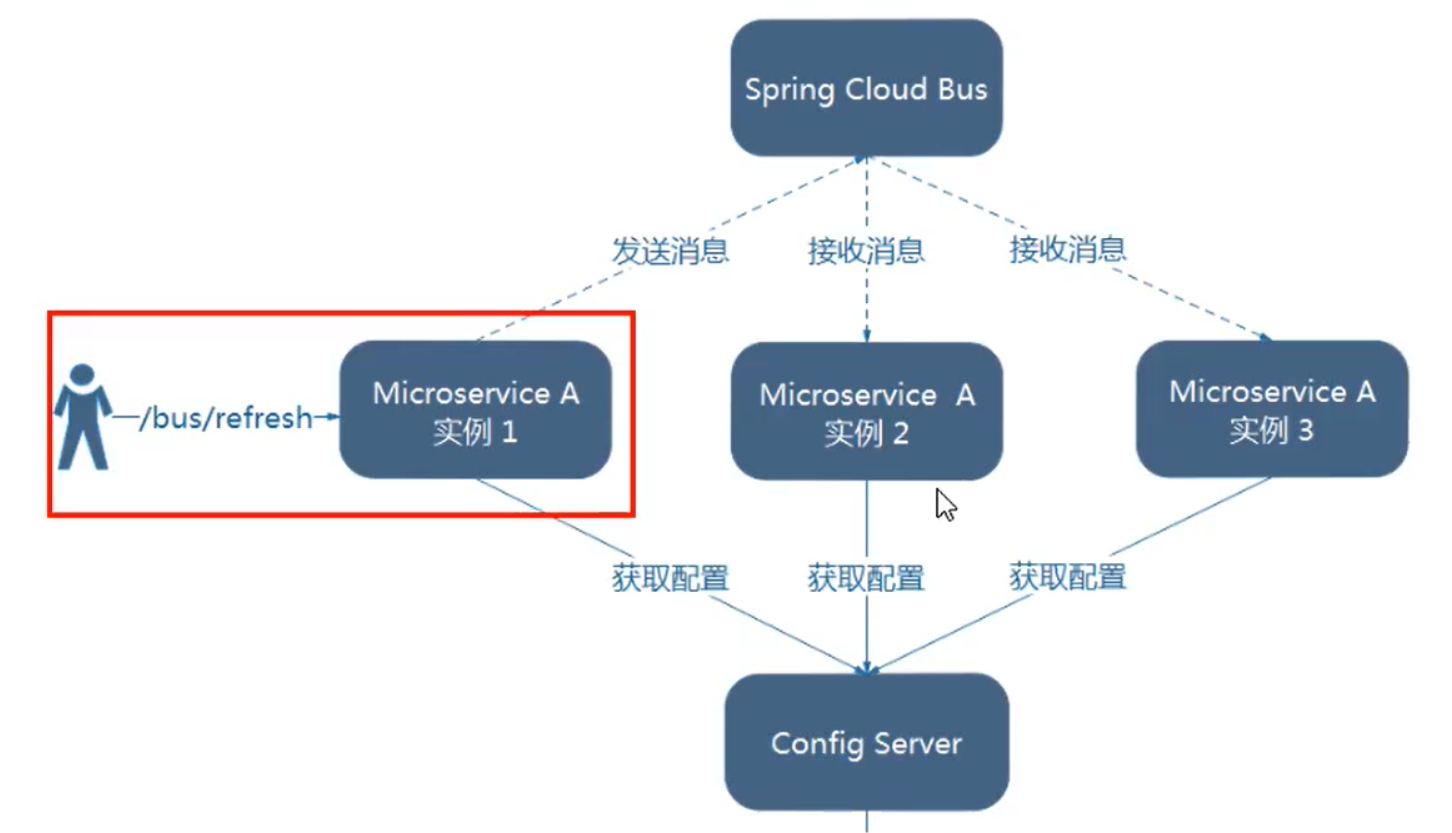 Spring Cloud Bus
发送消息
接收消息
接收消息
/bus/refresh
Microservice A
实例 1
Microservice A
实例 2
Microservice A
实例 3
获取配置
获取配置
获取配置
Config Server